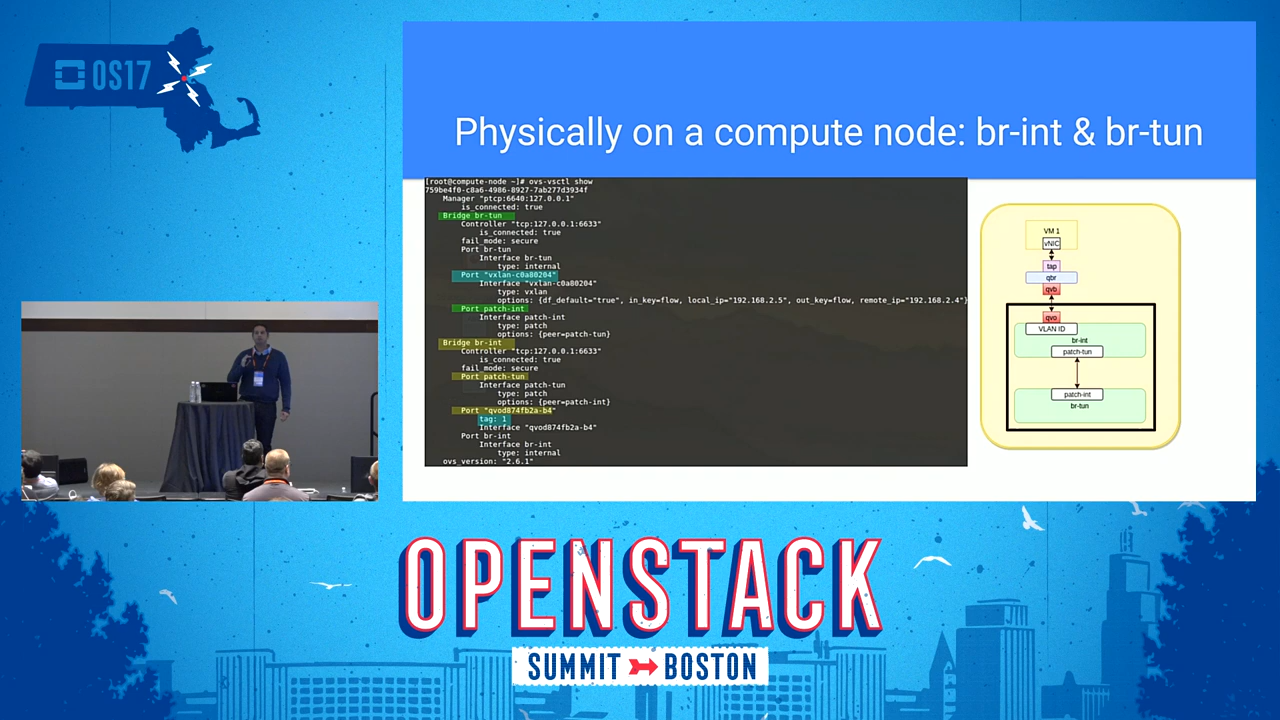 OS17
Physically on a compute node: br-int & br-tun
[root@compute-node ~]# ovs-vsctl show
759be4f0-c8a6-4986-8927-7ab277d3934f
Manager "ptcp:6640:127.0.0.1"
is_connected: true
Bridge br-tun
Controller "tcp:127.0.0.1:6633"
is_connected: true
fail_mode: secure
Port br-tun
Interface br-tun
type: internal
Port "vxlan-c0a80204"
Interface "vxlan-c0a80204"
type: vxlan
options: {df_default="true", in_key=flow, local_ip="192.168.2.5", out_key=flow, remote_ip="192.168.2.4"}
Port patch-int
Interface patch-int
type: patch
options: {peer=patch-tun}
Bridge br-int
Controller "tcp:127.0.0.1:6633"
is_connected: true
fail_mode: secure
Port patch-tun
Interface patch-tun
type: patch
options: {peer=patch-int}
Port "qvod874fb2a-b4"
tag: 1
Interface "qvod874fb2a-b4"
Port br-int
Interface br-int
type: internal
ovs_version: "2.6.1"
VM 1
vNIC
tap
qbr
qvb
qvo
VLAN ID
br-int
patch-tun
patch-int
br-tun
OPENSTACK
SUMMIT BOSTON